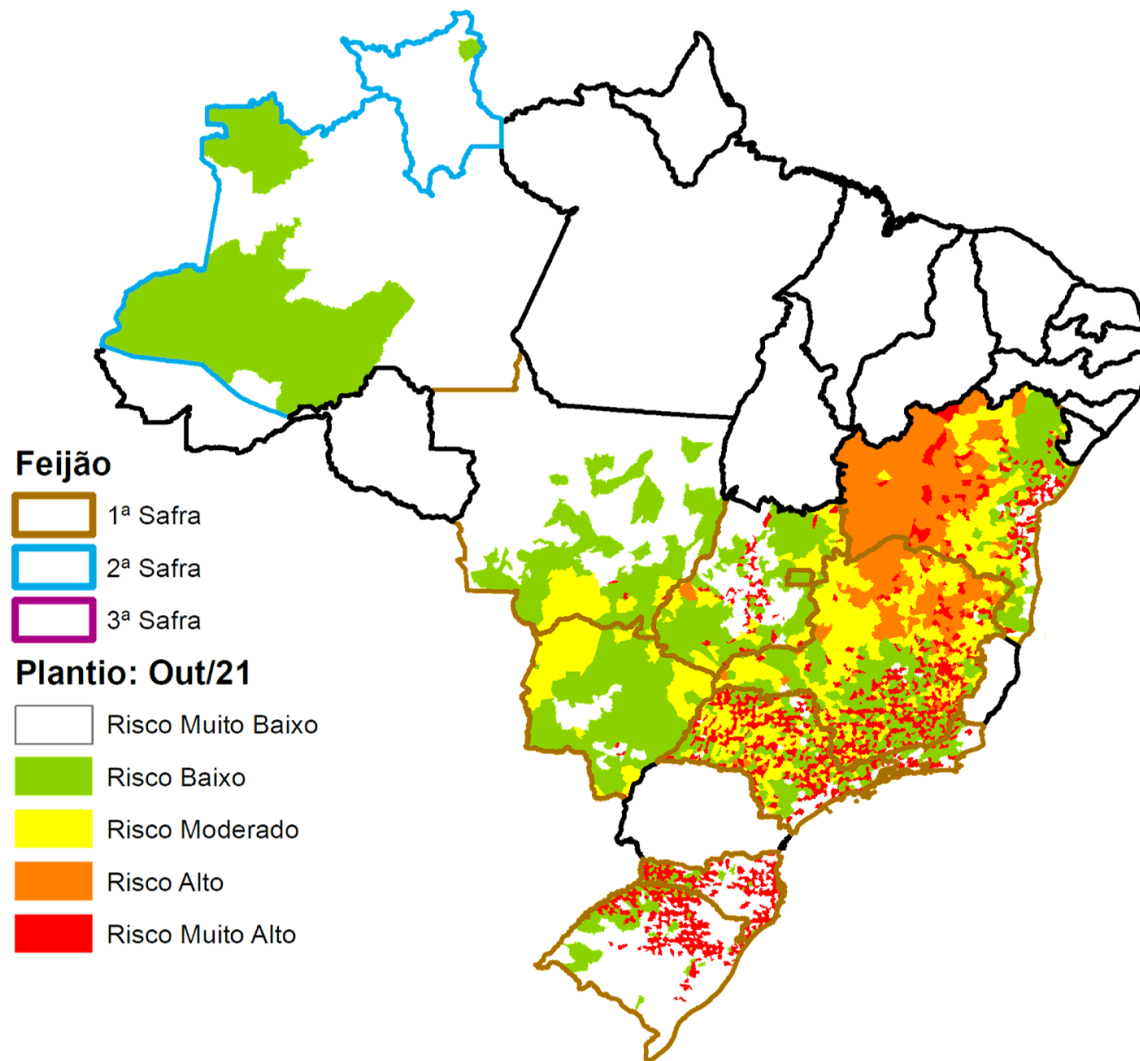 Feijão
1ª Safra
2ª Safra
3ª Safra
Plantio: Out/21
Risco Muito Baixo
Risco Baixo
Risco Moderado
Risco Alto
Risco Muito Alto